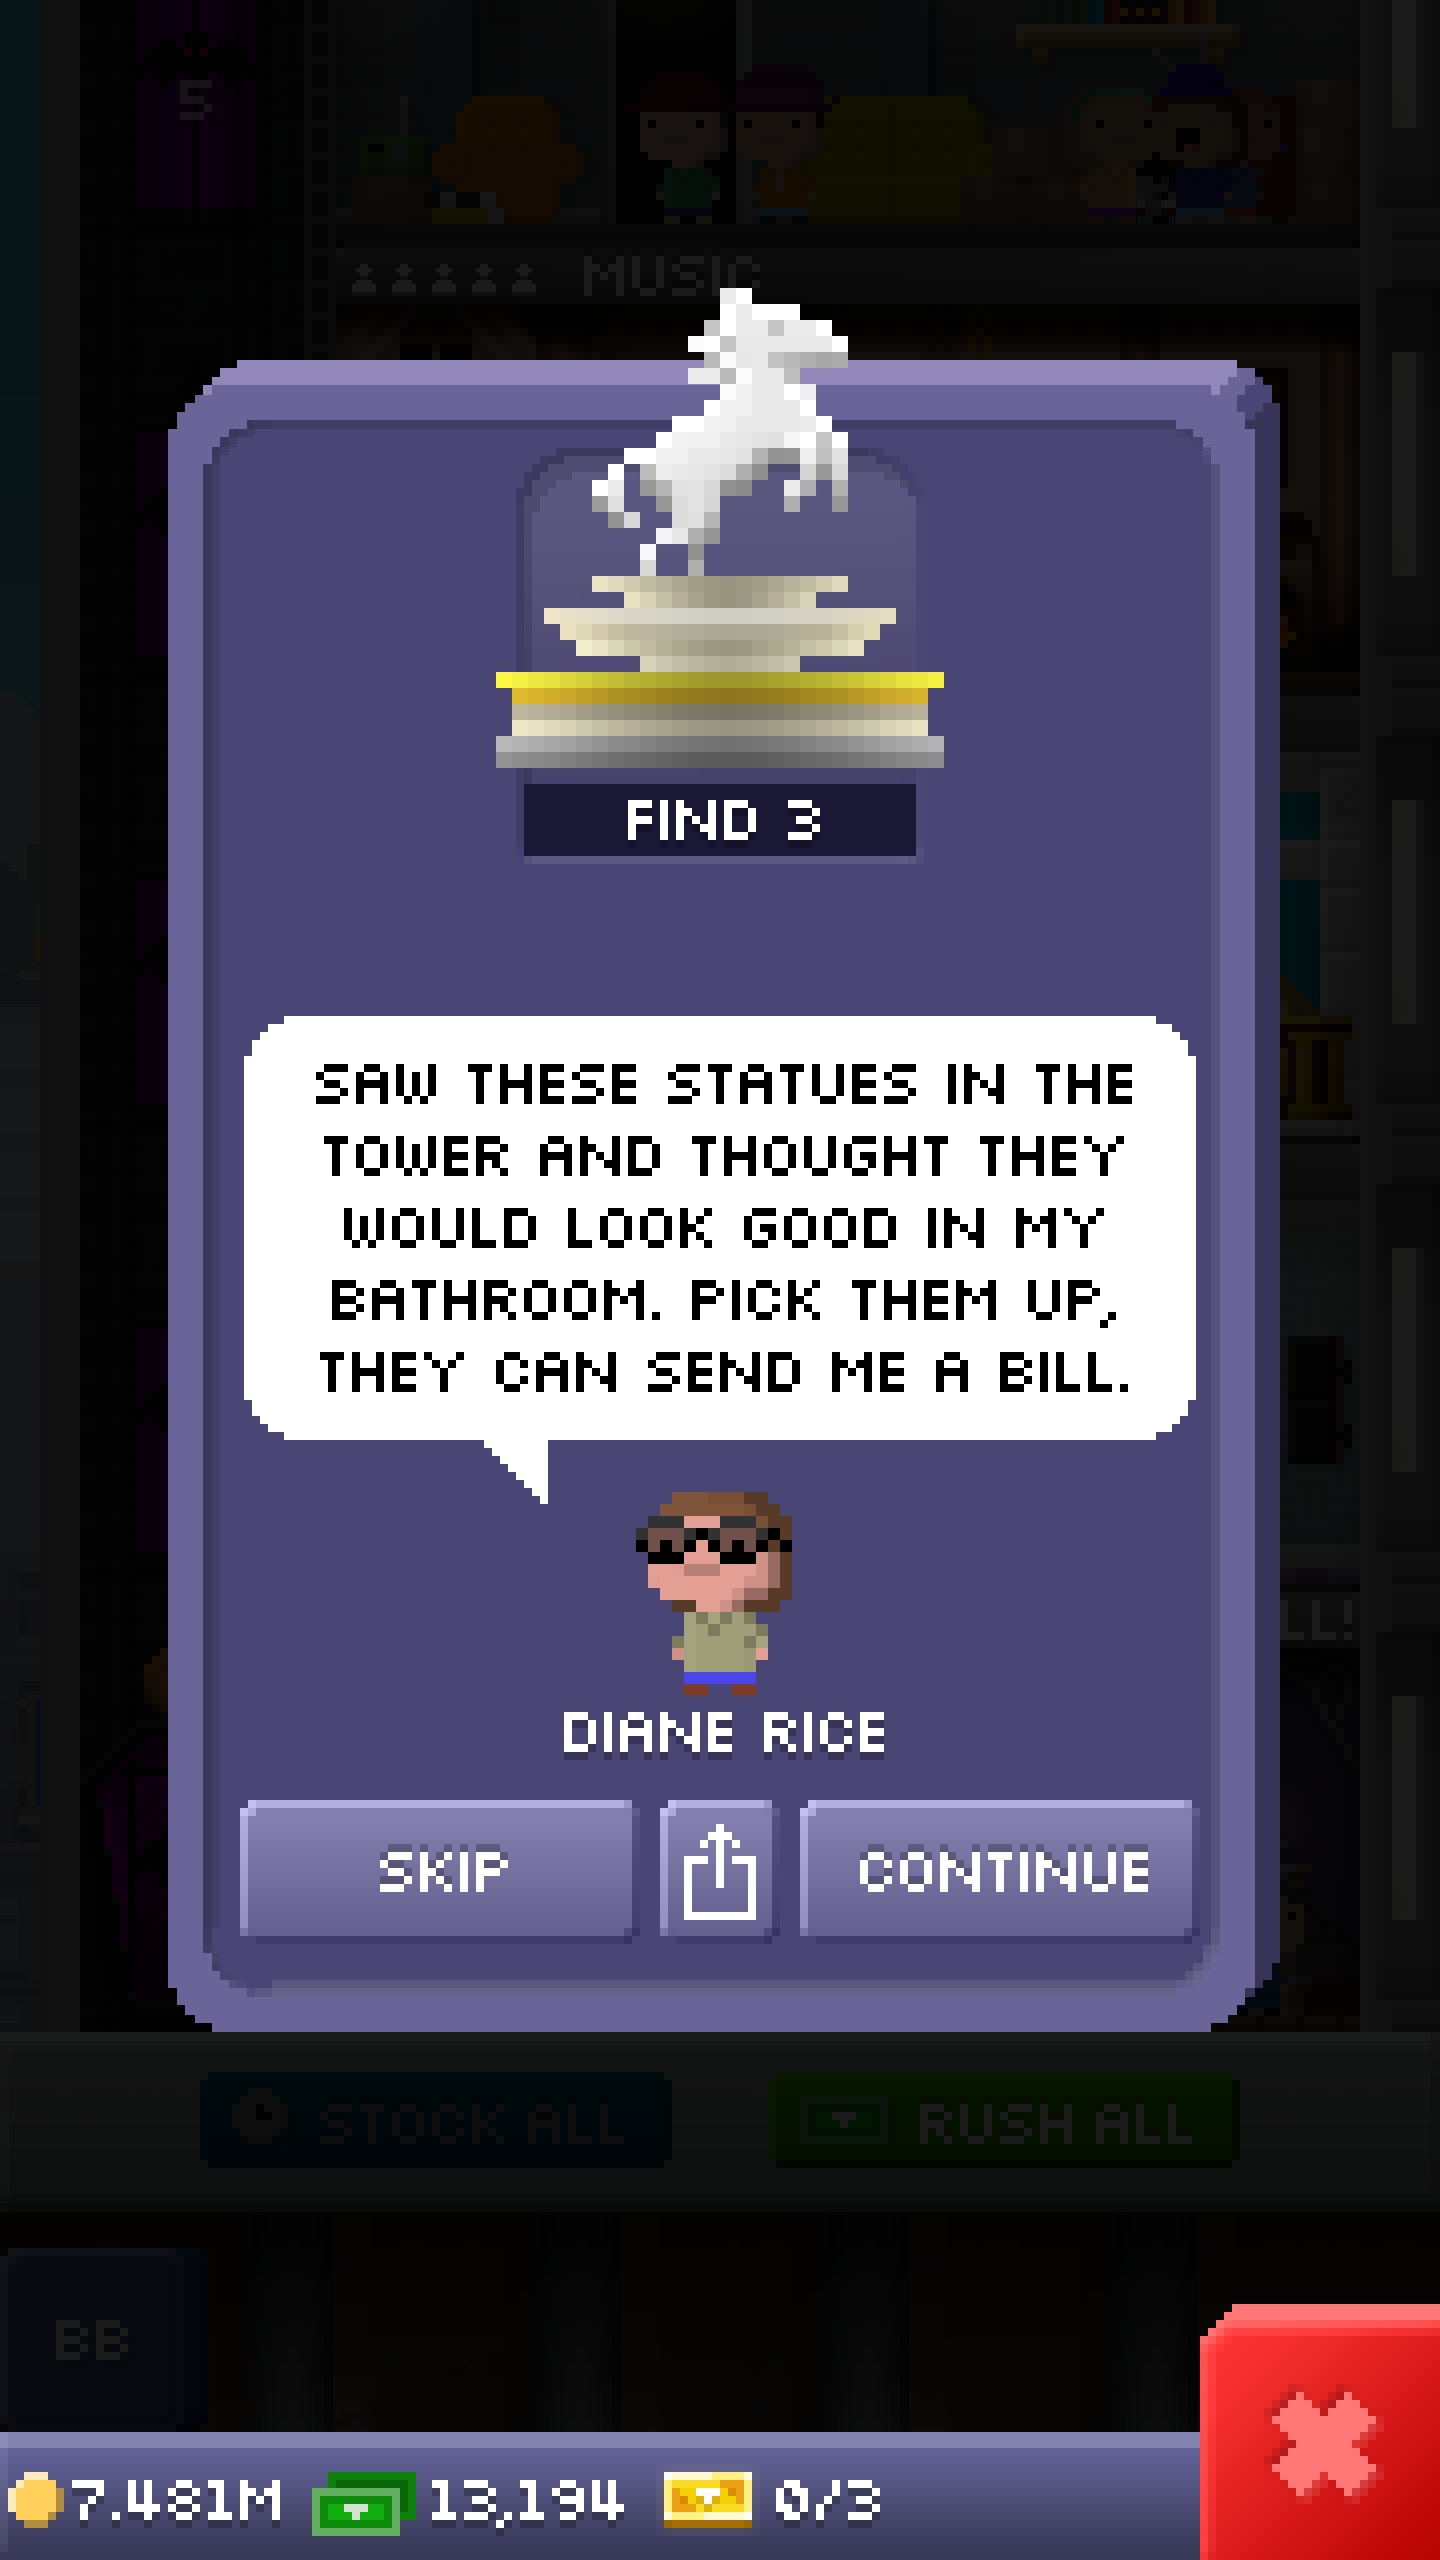 5
MUSIC
FIND 3
SAW THESE STATUES IN THE
TOWER AND THOUGHT THEY
WOULD LOOK GOOD IN MY
BATHROOM. PICK THEM UP,
THEY CAN SEND ME A BILL.
LL!
DIANE RICE
SKIP
CONTINUE
STOCK ALL
RUSH ALL
BB
7.481M
13,194
0/3